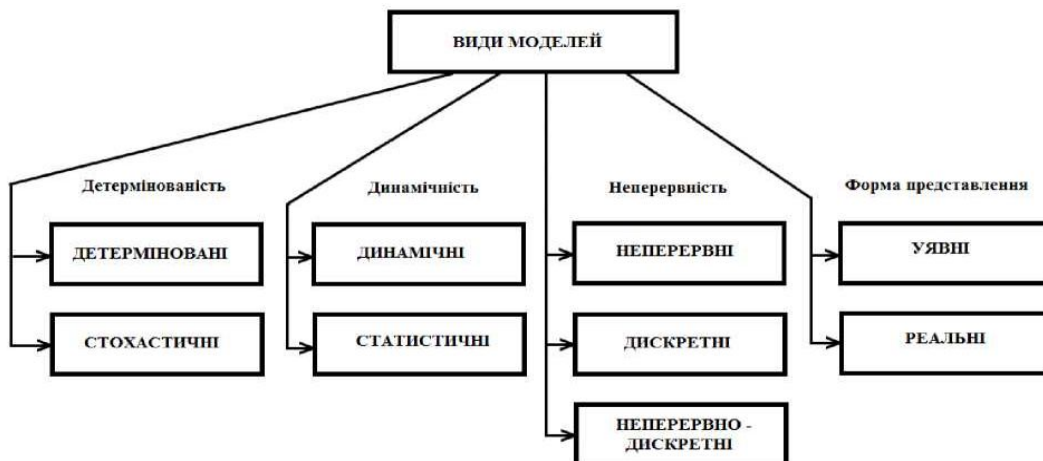 ВИДИ МОДЕЛЕЙ
Детермінованість
Динамічність
Неперервність
Форма представлення
ДЕТЕРМІНОВАНІ
ДИНАМІЧНІ
НЕПЕРЕРВНІ
УЯВНІ
СТОХАСТИЧНІ
СТАТИСТИЧНІ
ДИСКРЕТНІ
РЕАЛЬНІ
НЕПЕРЕРВНО -
ДИСКРЕТНІ